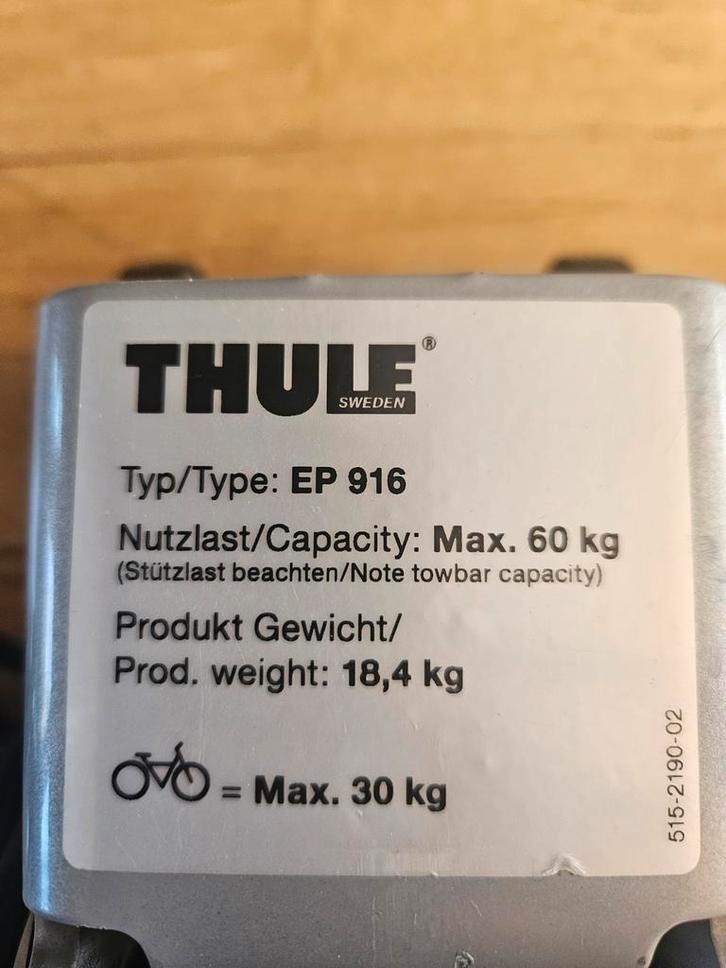 THULE®
SWEDEN
Typ/Type: EP 916
Nutzlast/Capacity: Max. 60 kg
(Stützlast beachten/Note towbar capacity)
Produkt Gewicht/
Prod. weight: 18,4 kg
= Max. 30 kg
515-2190-02